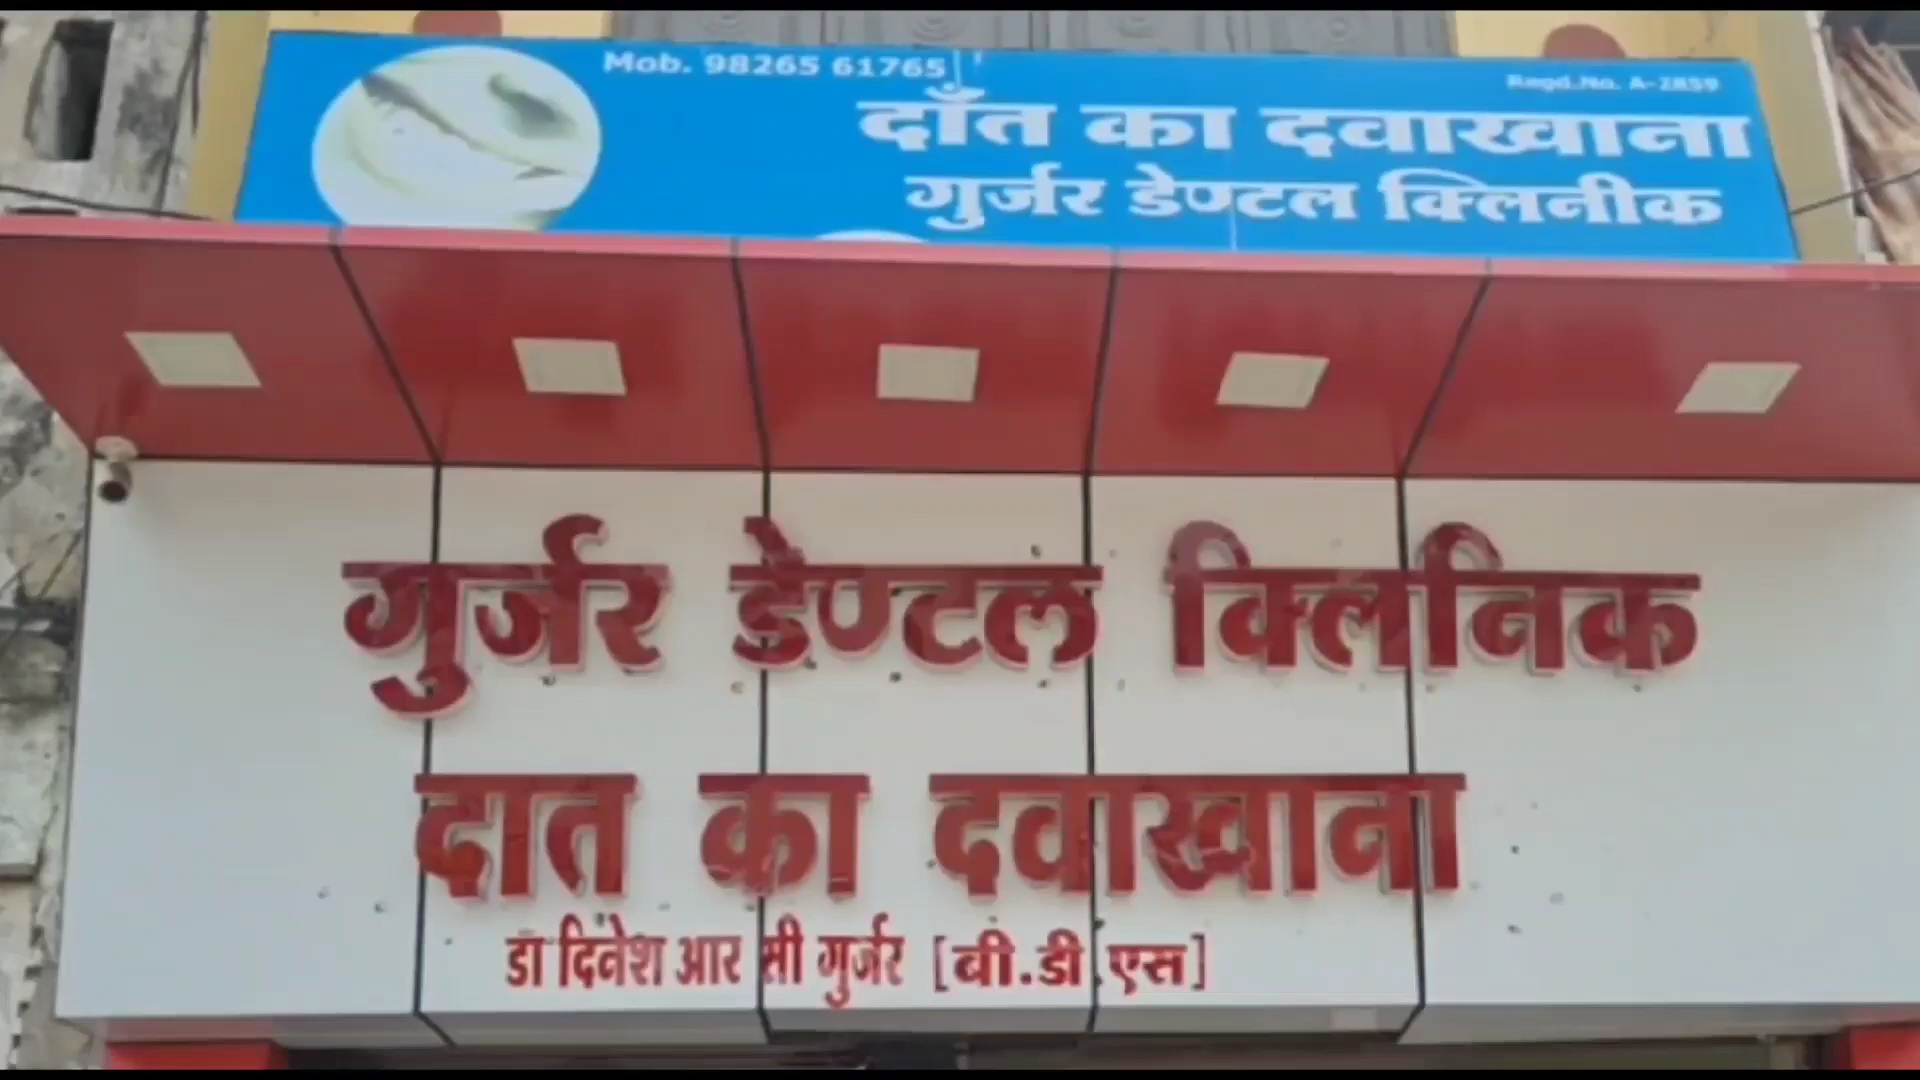 Mob. 98265 61765
Regd.No. A-2859
दाँत का दवाखाना
गुर्जर डेण्टल क्लिनीक
गुर्जर डेण्टल क्लिनिक
दात का दवाखाना
डा दिनेश आर सी गुर्जर [बी.डी.एस]